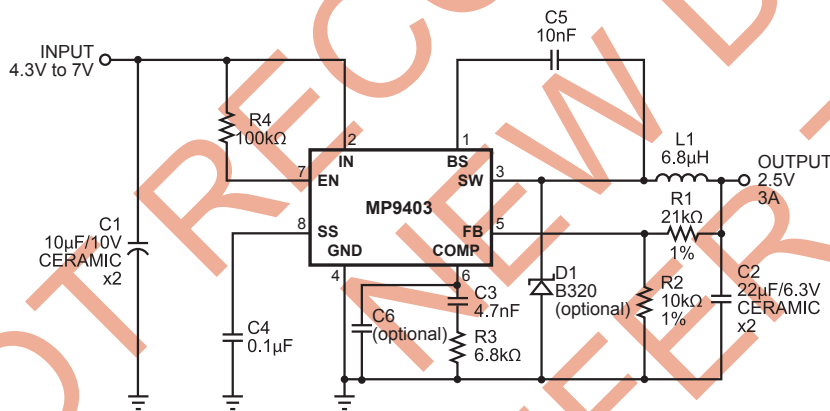 C5
10nF
INPUT
4.3V to 7V
R4
100kΩ
2
IN
1
BS
L1
6.8µH
OUTPUT
2.5V
3A
7
EN
SW
3
MP9403
R1
21kΩ
1%
8
SS
FB
5
GND
COMP
4
6
C1
10µF/10V
CERAMIC
x2
D1
B320
(optional)
R2
10kΩ
1%
C2
22µF/6.3V
CERAMIC
x2
C3
4.7nF
C4
0.1µF
C6
(optional)
R3
6.8kΩ